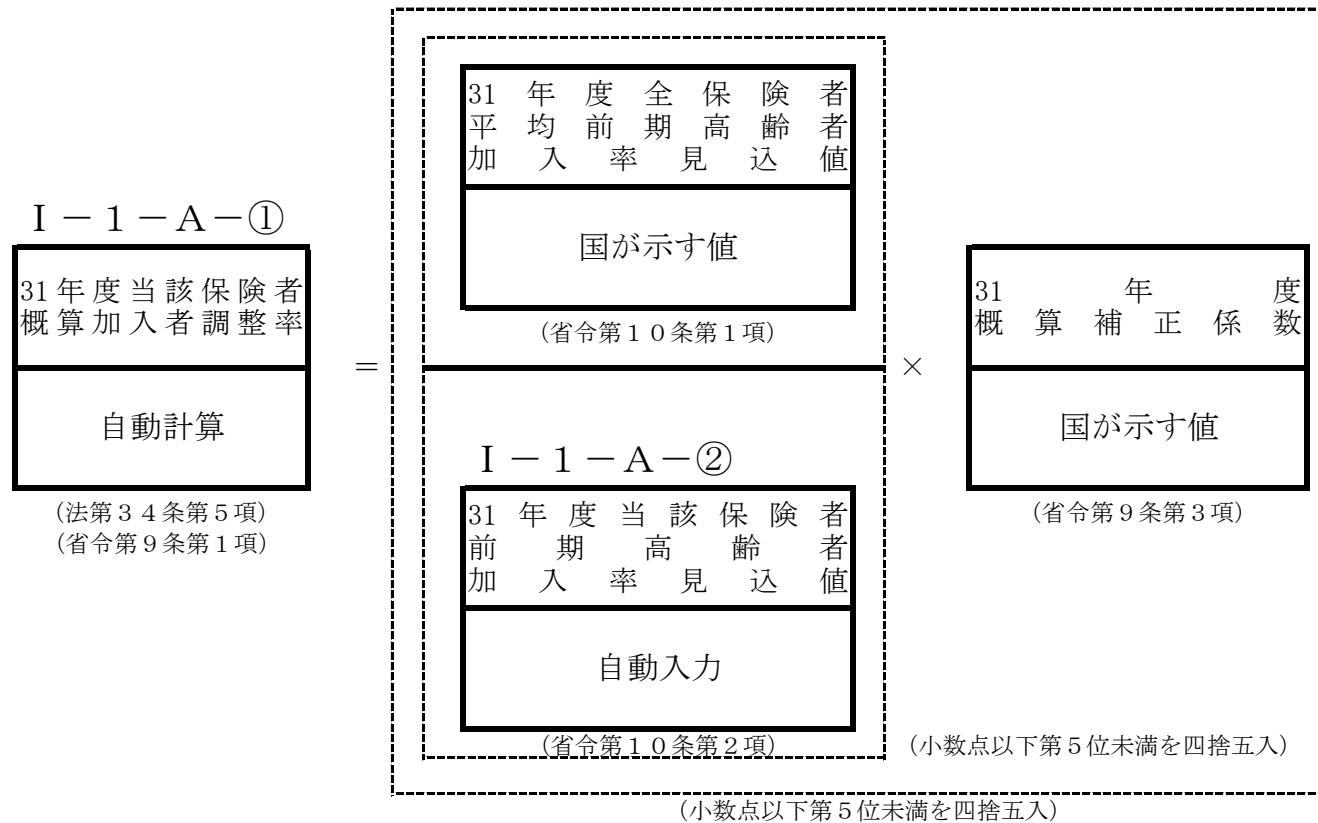 Ⅰ－１－Ａ－①
31年度当該保険者
概算加入者調整率
自動計算
(法第３４条第５項)
(省令第９条第１項)
＝
31年度全保険者
平均前期高齢者
加入率見込値
国が示す値
(省令第１０条第１項)
Ⅰ－１－Ａ－②
31年度当該保険者
前期高齢者
加入率見込値
自動入力
(省令第１０条第２項)
×
31年度
概算補正係数
国が示す値
(省令第９条第３項)
(小数点以下第５位未満を四捨五入)
(小数点以下第５位未満を四捨五入)